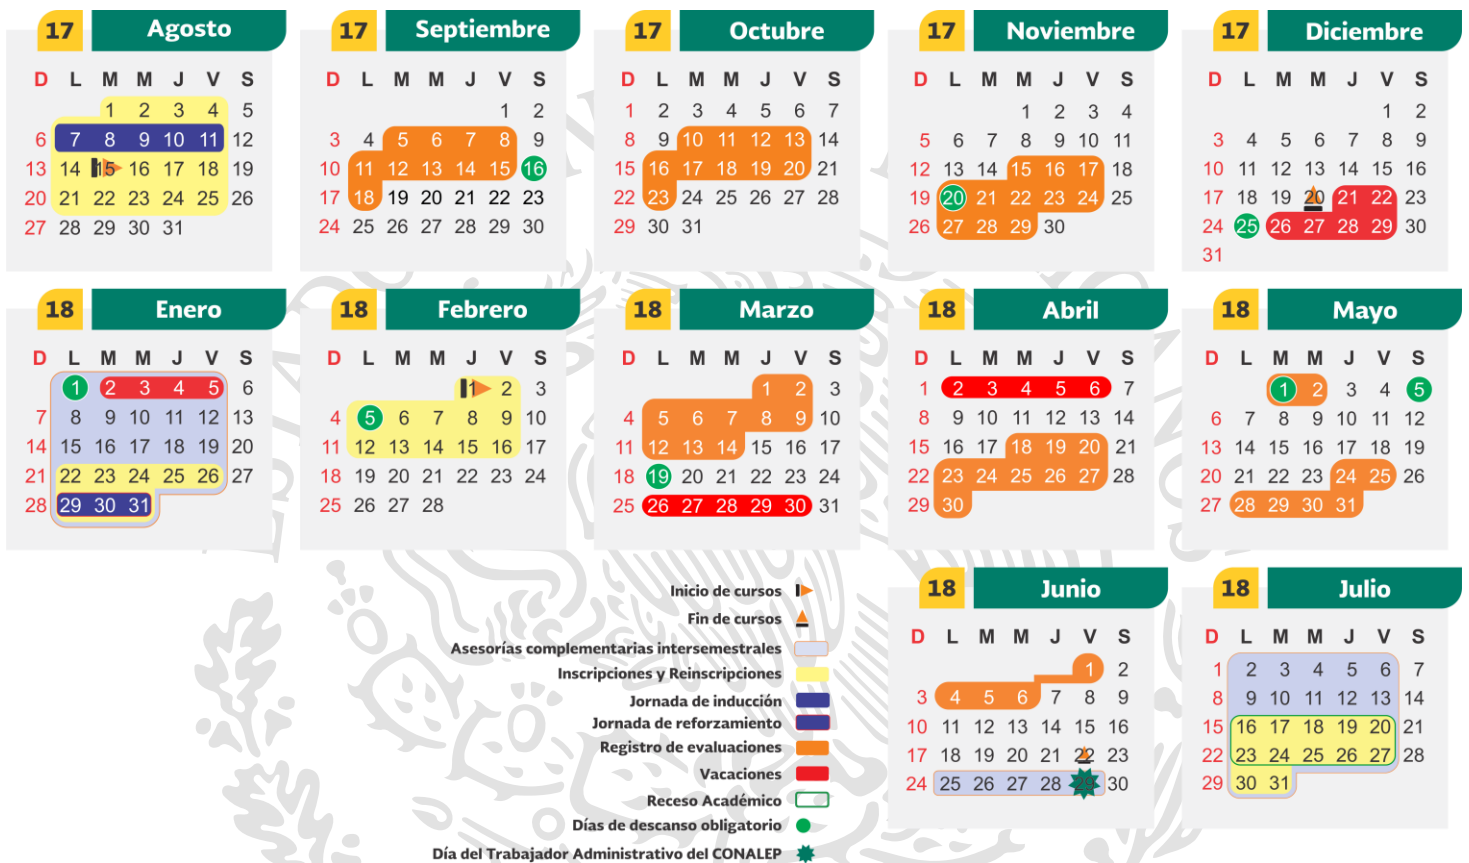 17 Agosto
D L M M J V S
1 2 3 4 5
6 7 8 9 10 11 12
13 14 15 16 17 18 19
20 21 22 23 24 25 26
27 28 29 30 31
17 Septiembre
D L M M J V S
1 2
3 4 5 6 7 8 9
10 11 12 13 14 15 16
17 18 19 20 21 22 23
24 25 26 27 28 29 30
17 Octubre
D L M M J V S
1 2 3 4 5 6 7
8 9 10 11 12 13 14
15 16 17 18 19 20 21
22 23 24 25 26 27 28
29 30 31
17 Noviembre
D L M M J V S
1 2 3 4
5 6 7 8 9 10 11
12 13 14 15 16 17 18
19 20 21 22 23 24 25
26 27 28 29 30
17 Diciembre
D L M M J V S
1 2
3 4 5 6 7 8 9
10 11 12 13 14 15 16
17 18 19 20 21 22 23
24 25 26 27 28 29 30
31
18 Enero
D L M M J V S
1 2 3 4 5 6
7 8 9 10 11 12 13
14 15 16 17 18 19 20
21 22 23 24 25 26 27
28 29 30 31
18 Febrero
D L M M J V S
1 2 3
4 5 6 7 8 9 10
11 12 13 14 15 16 17
18 19 20 21 22 23 24
25 26 27 28
18 Marzo
D L M M J V S
1 2 3
4 5 6 7 8 9 10
11 12 13 14 15 16 17
18 19 20 21 22 23 24
25 26 27 28 29 30 31
18 Abril
D L M M J V S
1 2 3 4 5 6 7
8 9 10 11 12 13 14
15 16 17 18 19 20 21
22 23 24 25 26 27 28
29 30
18 Mayo
D L M M J V S
1 2 3 4 5
6 7 8 9 10 11 12
13 14 15 16 17 18 19
20 21 22 23 24 25 26
27 28 29 30 31
Inicio de cursos
Fin de cursos
Asesorías complementarias intersemestrales
Inscripciones y Reinscripciones
Jornada de inducción
Jornada de reforzamiento
Registro de evaluaciones
Vacaciones
Receso Académico
Días de descanso obligatorio
Día del Trabajador Administrativo del CONALEP
18 Junio
D L M M J V S
1 2
3 4 5 6 7 8 9
10 11 12 13 14 15 16
17 18 19 20 21 22 23
24 25 26 27 28 29 30
18 Julio
D L M M J V S
1 2 3 4 5 6 7
8 9 10 11 12 13 14
15 16 17 18 19 20 21
22 23 24 25 26 27 28
29 30 31